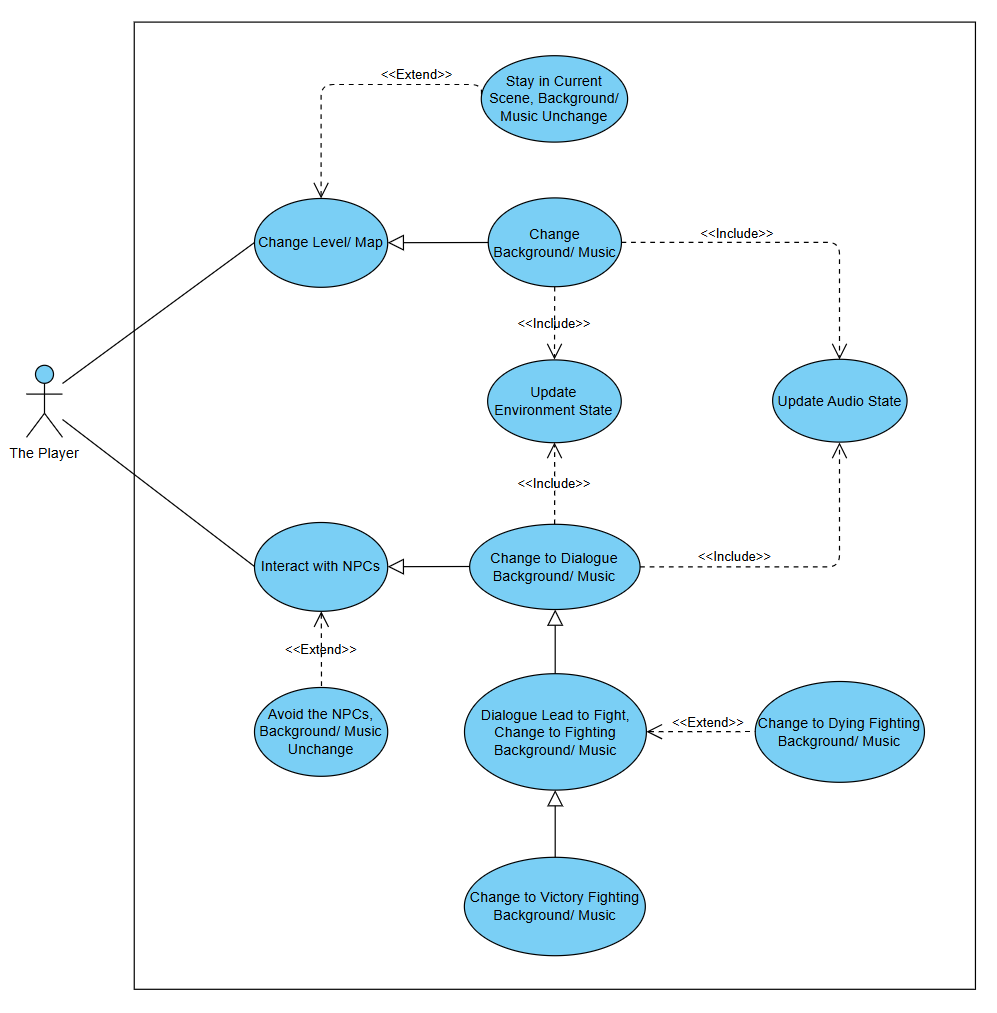 <<Extend>>
Stay in Current
Scene, Background/
Music Unchange
Change Level/ Map
Change
Background/ Music
<<Include>>
<<Include>>
Update
Environment State
Update Audio State
The Player
<<Include>>
Interact with NPCs
Change to Dialogue
Background/ Music
<<Include>>
<<Extend>>
Avoid the NPCs,
Background/ Music
Unchange
Dialogue Lead to Fight,
Change to Fighting
Background/ Music
<<Extend>>
Change to Dying Fighting
Background/ Music
Change to Victory Fighting
Background/ Music